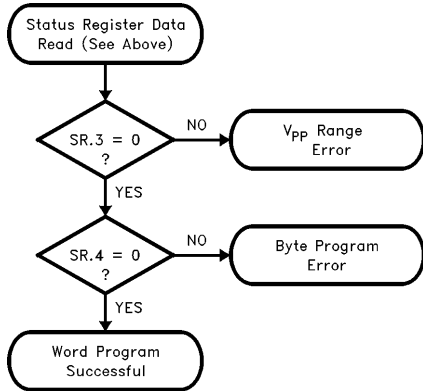 Status Register Data
Read (See Above)
SR.3 = 0
?
NO
VPP Range
Error
YES
SR.4 = 0
?
NO
Byte Program
Error
YES
Word Program
Successful